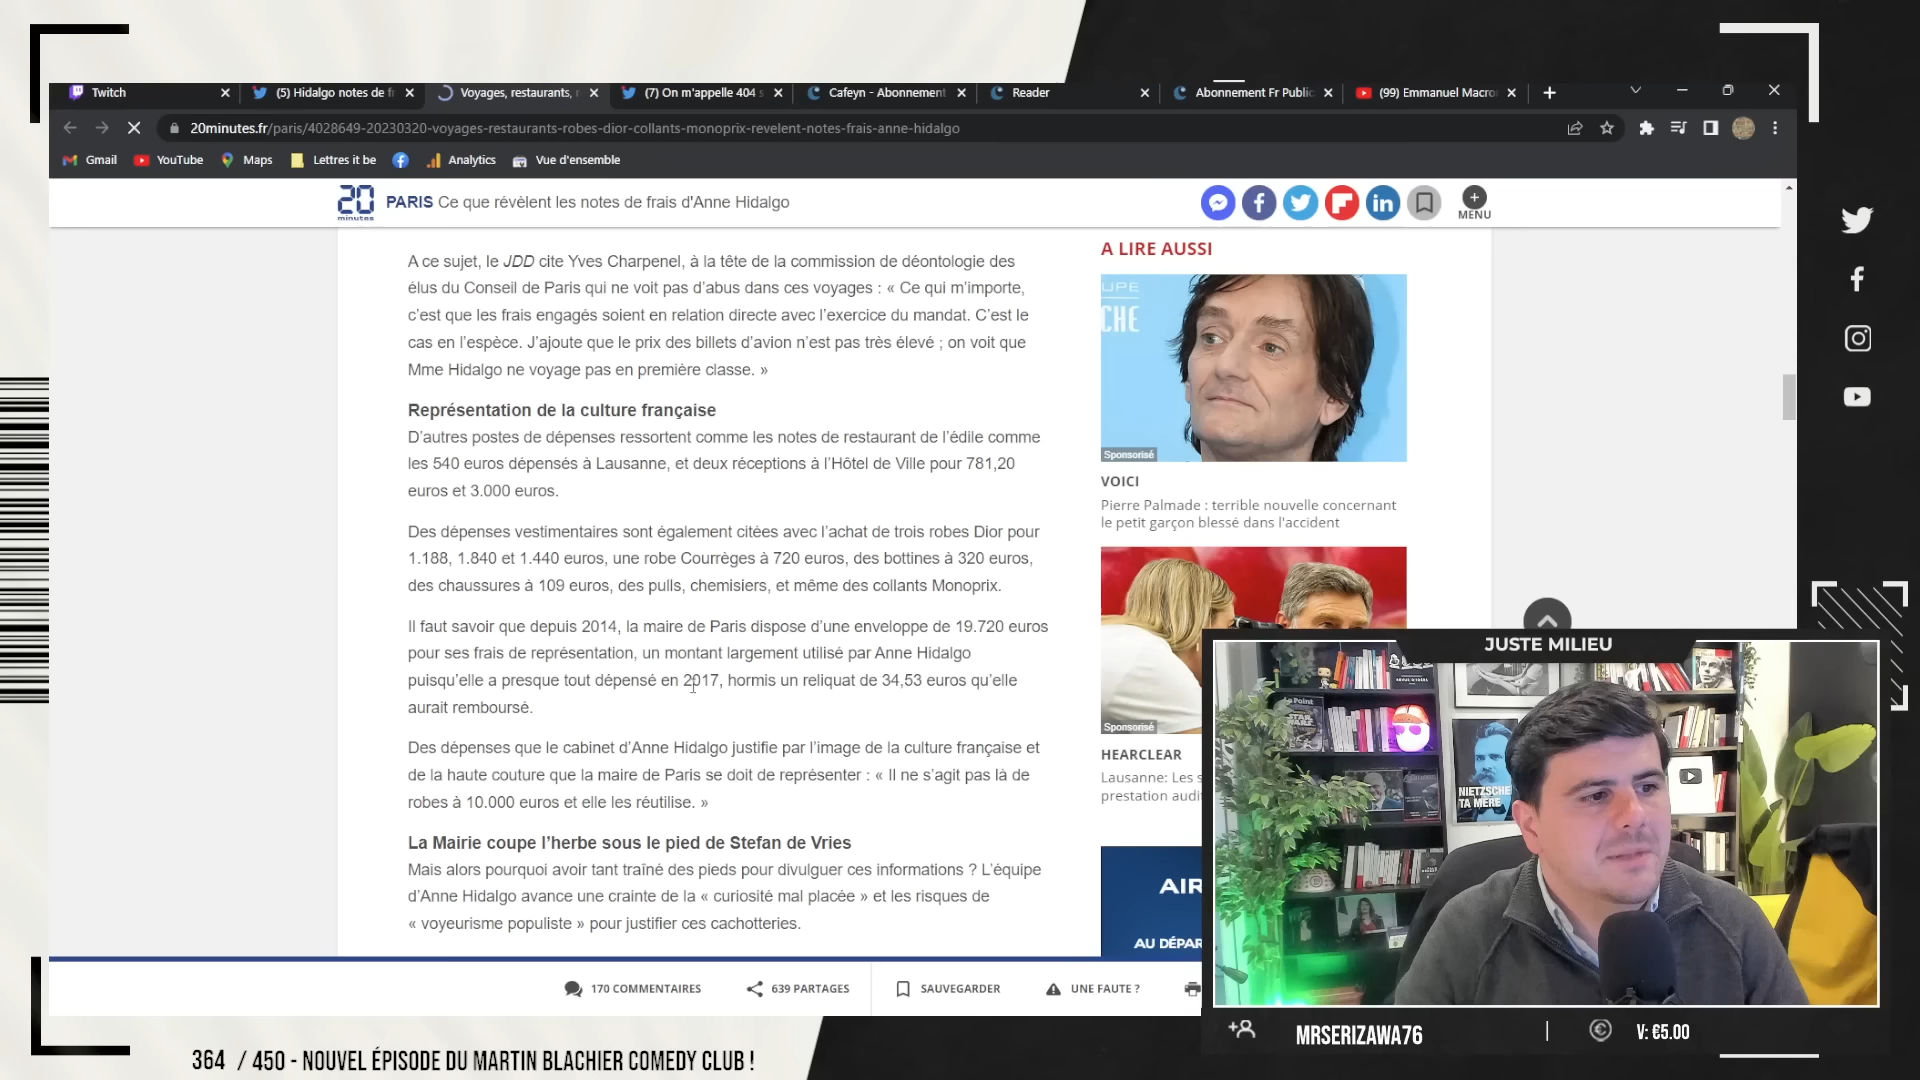 Twitch
(5) Hidalgo notes de f
Voyages, restaurants,
(7) On m'appelle 404
Cafeyn - Abonnement
Reader
Abonnement Fr Public
(99) Emmanuel Macro
20minutes.fr/paris/4028649-20230320-voyages-restaurants-robes-dior-collants-monoprix-revelent-notes-frais-anne-hidalgo
Gmail
YouTube
Maps
Lettres it be
Analytics
Vue d'ensemble
20 minutes
PARIS Ce que révèlent les notes de frais d'Anne Hidalgo
MENU
A ce sujet, le JDD cite Yves Charpenel, à la tête de la commission de déontologie des
élus du Conseil de Paris qui ne voit pas d’abus dans ces voyages : « Ce qui m’importe,
c’est que les frais engagés soient en relation directe avec l’exercice du mandat. C’est le
cas en l’espèce. J’ajoute que le prix des billets d’avion n’est pas très élevé ; on voit que
Mme Hidalgo ne voyage pas en première classe. »
Représentation de la culture française
D’autres postes de dépenses ressortent comme les notes de restaurant de l’édile comme
les 540 euros dépensés à Lausanne, et deux réceptions à l’Hôtel de Ville pour 781,20
euros et 3.000 euros.
Des dépenses vestimentaires sont également citées avec l’achat de trois robes Dior pour
1.188, 1.840 et 1.440 euros, une robe Courrèges à 720 euros, des bottines à 320 euros,
des chaussures à 109 euros, des pulls, chemisiers, et même des collants Monoprix.
Il faut savoir que depuis 2014, la maire de Paris dispose d’une enveloppe de 19.720 euros
pour ses frais de représentation, un montant largement utilisé par Anne Hidalgo
puisqu’elle a presque tout dépensé en 2017, hormis un reliquat de 34,53 euros qu’elle
aurait remboursé.
Des dépenses que le cabinet d’Anne Hidalgo justifie par l’image de la culture française et
de la haute couture que la maire de Paris se doit de représenter : « Il ne s’agit pas là de
robes à 10.000 euros et elle les réutilise. »
La Mairie coupe l’herbe sous le pied de Stefan de Vries
Mais alors pourquoi avoir tant traîné des pieds pour divulguer ces informations ? L’équipe
d’Anne Hidalgo avance une crainte de la « curiosité mal placée » et les risques de
« voyeurisme populiste » pour justifier ces cachotteries.
A LIRE AUSSI
UPE
CHE
Sponsorisé
VOICI
Pierre Palmade : terrible nouvelle concernant
le petit garçon blessé dans l'accident
Sponsorisé
HEARCLEAR
Lausanne: Les s
prestation audi
AIR
AU DÉPAR
170 COMMENTAIRES
639 PARTAGES
SAUVEGARDER
UNE FAUTE ?
JUSTE MILIEU
Le Point
STAR WARS
NIETZSCHE
TA MÈRE
MRSERIZAWA76
V: €5.00
364 / 450 - NOUVEL ÉPISODE DU MARTIN BLACHIER COMEDY CLUB !